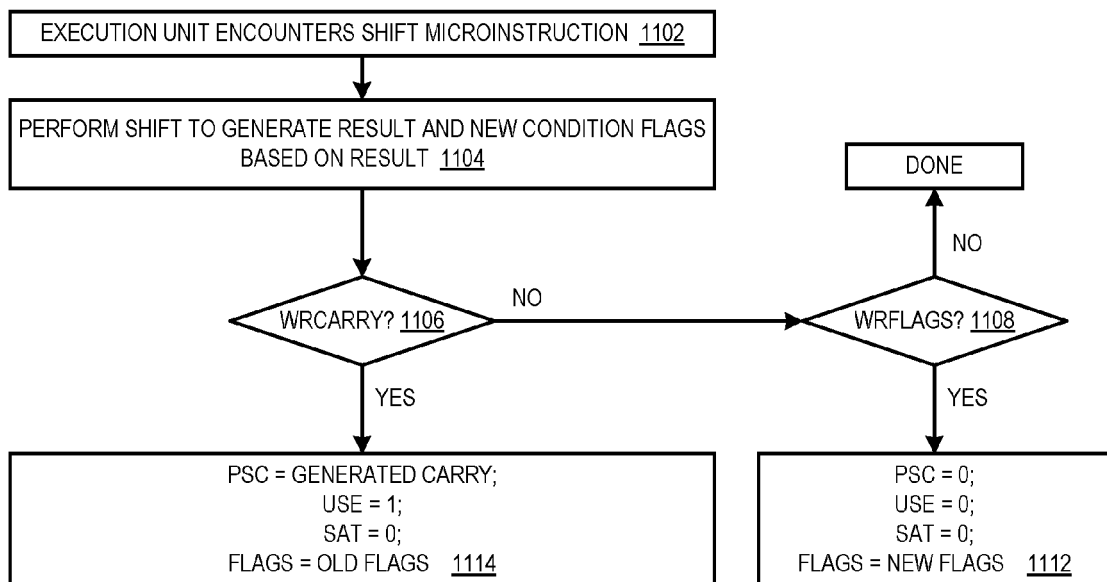 EXECUTION UNIT ENCOUNTERS SHIFT MICROINSTRUCTION 1102
PERFORM SHIFT TO GENERATE RESULT AND NEW CONDITION FLAGS
BASED ON RESULT 1104
DONE
NO
WRCARRY? 1106
NO
WRFLAGS? 1108
YES
YES
PSC = GENERATED CARRY;
USE = 1;
SAT = 0;
FLAGS = OLD FLAGS 1114
PSC = 0;
USE = 0;
SAT = 0;
FLAGS = NEW FLAGS 1112